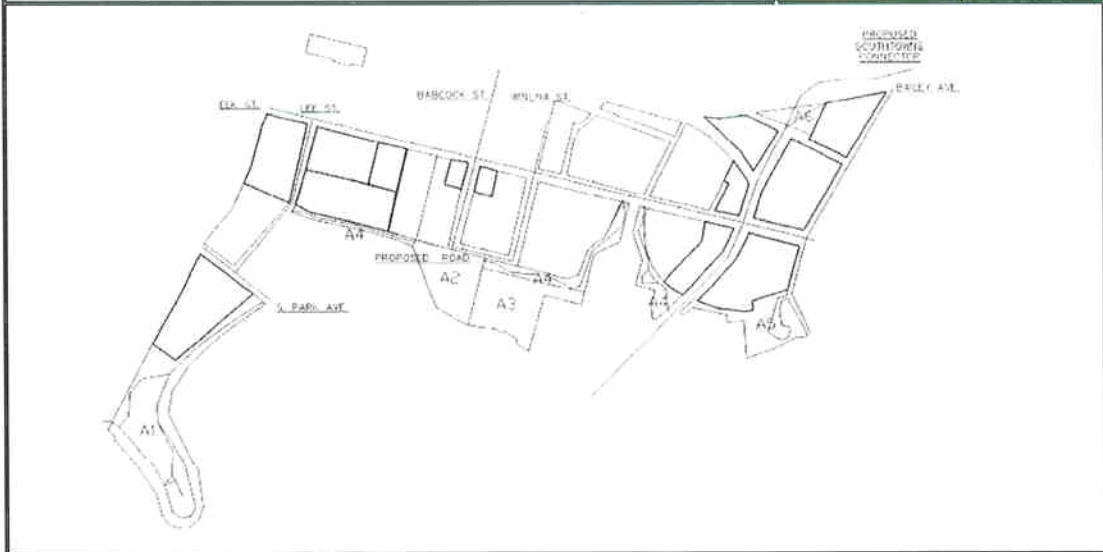 PROPOSED
SOUTHTOWNS
CONNECTOR
BAILEY AVE.
A6
BABCOCK ST.
ELK ST.
LEE ST.
A4
PROPOSED ROAD
A2
A4
A3
A4
A5
S. PARK AVE.
A1